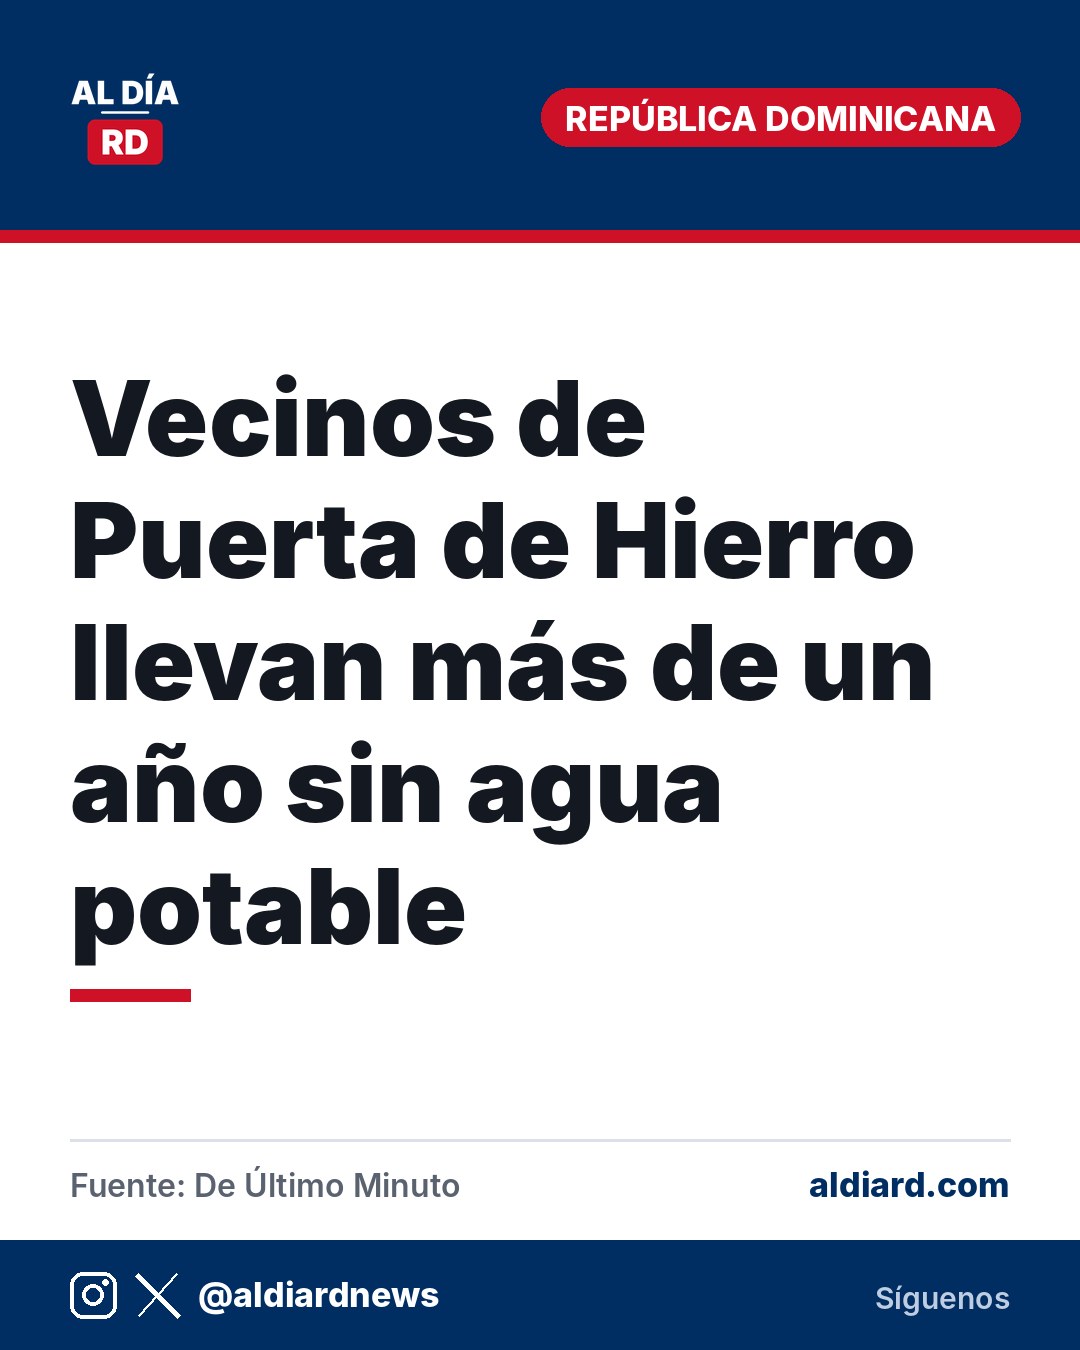 AL DÍA
RD
REPÚBLICA DOMINICANA
Vecinos de
Puerta de Hierro
llevan más de un
año sin agua
potable
Fuente: De Último Minuto
aldiard.com
@aldiardnews
Síguenos